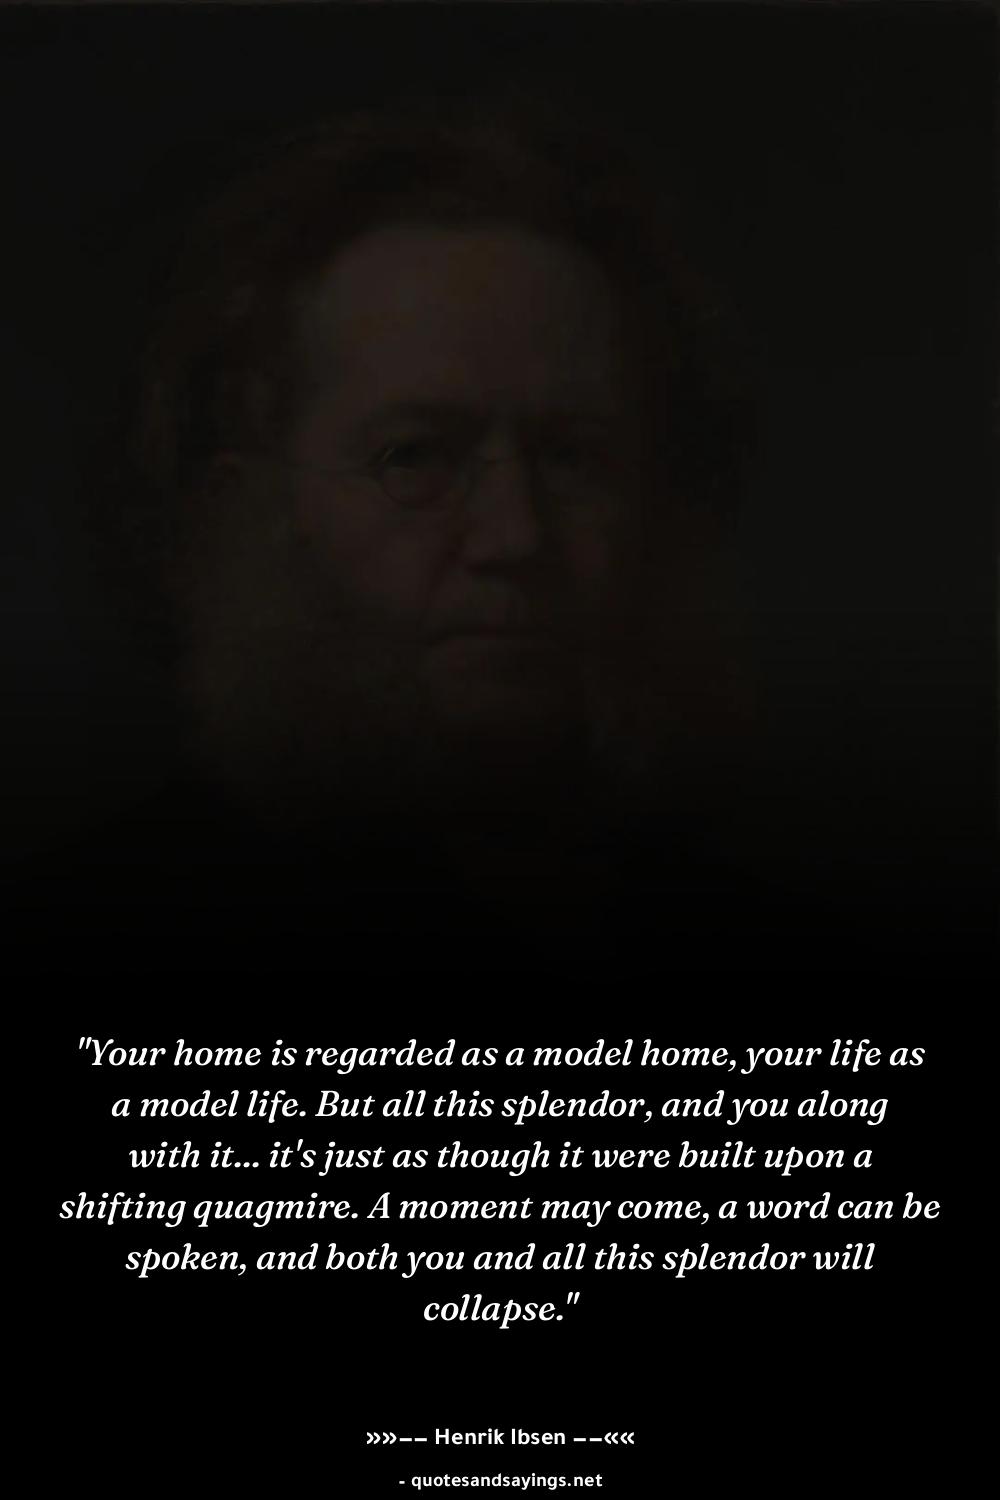 "Your home is regarded as a model home, your life as
a model life. But all this splendor, and you along
with it... it's just as though it were built upon a
shifting quagmire. A moment may come, a word can be
spoken, and both you and all this splendor will
collapse."
»»–– Henrik Ibsen ––««
- quotesandsayings.net